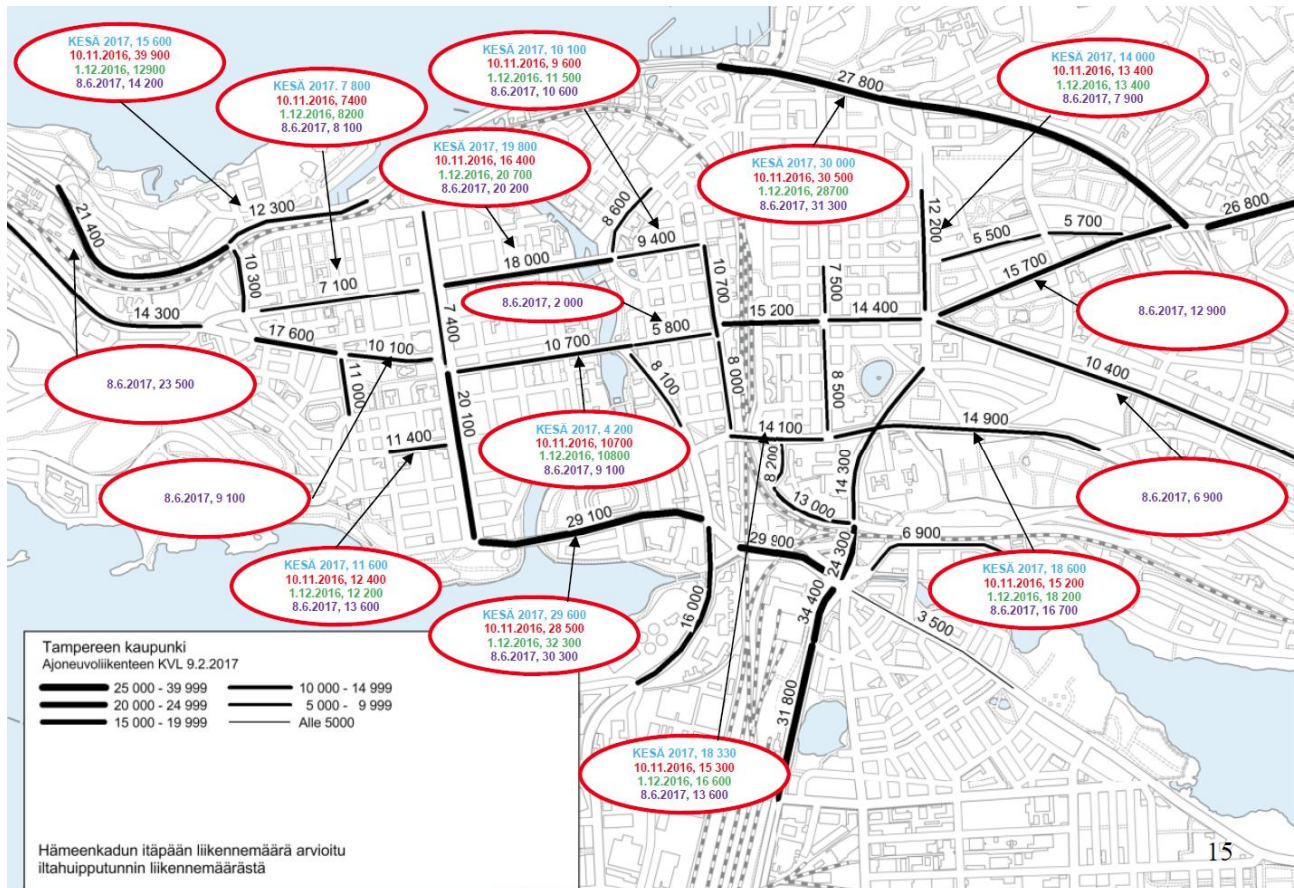 KESÄ 2017, 15 600
10.11.2016, 39 900
1.12.2016, 12900
8.6.2017, 14 200
KESÄ 2017. 7 800
10.11.2016, 7400
1.12.2016, 8200
8.6.2017, 8 100
KESÄ 2017, 10 100
10.11.2016, 9 600
1.12.2016, 11 500
8.6.2017, 10 600
KESÄ 2017, 19 800
10.11.2016, 16 400
1.12.2016, 20 700
8.6.2017, 20 200
KESÄ 2017, 30 000
10.11.2016, 30 500
1.12.2016, 28700
8.6.2017, 31 300
KESÄ 2017, 14 000
10.11.2016, 13 400
1.12.2016, 13 400
8.6.2017, 7 900
27 800
26 800
21 400
12 300
8 600
9 400
12 200
5 700
5 500
10 300
7 100
18 000
10 700
7 500
15 700
14 300
7 400
8.6.2017, 2 000
5 800
15 200
14 400
8.6.2017, 12 900
17 600
10 100
10 700
11 000
8 100
8 000
8 500
10 400
8.6.2017, 23 500
20 100
11 400
KESÄ 2017, 4 200
10.11.2016, 10700
1.12.2016, 10800
8.6.2017, 9 100
14 100
14 900
8 200
14 300
8.6.2017, 9 100
8.6.2017, 6 900
13 000
29 100
29 900
24 300
6 900
KESÄ 2017, 11 600
10.11.2016, 12 400
1.12.2016, 12 200
8.6.2017, 13 600
KESÄ 2017, 29 600
10.11.2016, 28 500
1.12.2016, 32 300
8.6.2017, 30 300
16 000
34 400
3 500
KESÄ 2017, 18 600
10.11.2016, 15 200
1.12.2016, 18 200
8.6.2017, 16 700
31 800
KESÄ 2017, 18 330
10.11.2016, 15 300
1.12.2016, 16 600
8.6.2017, 13 600
Tampereen kaupunki
Ajoneuvoliikenteen KVL 9.2.2017
25 000 - 39 999
20 000 - 24 999
15 000 - 19 999
10 000 - 14 999
5 000 - 9 999
Alle 5000
Hämeenkadun itäpään liikennemäärä arvioitu
iltahuipputunnin liikennemäärästä
15